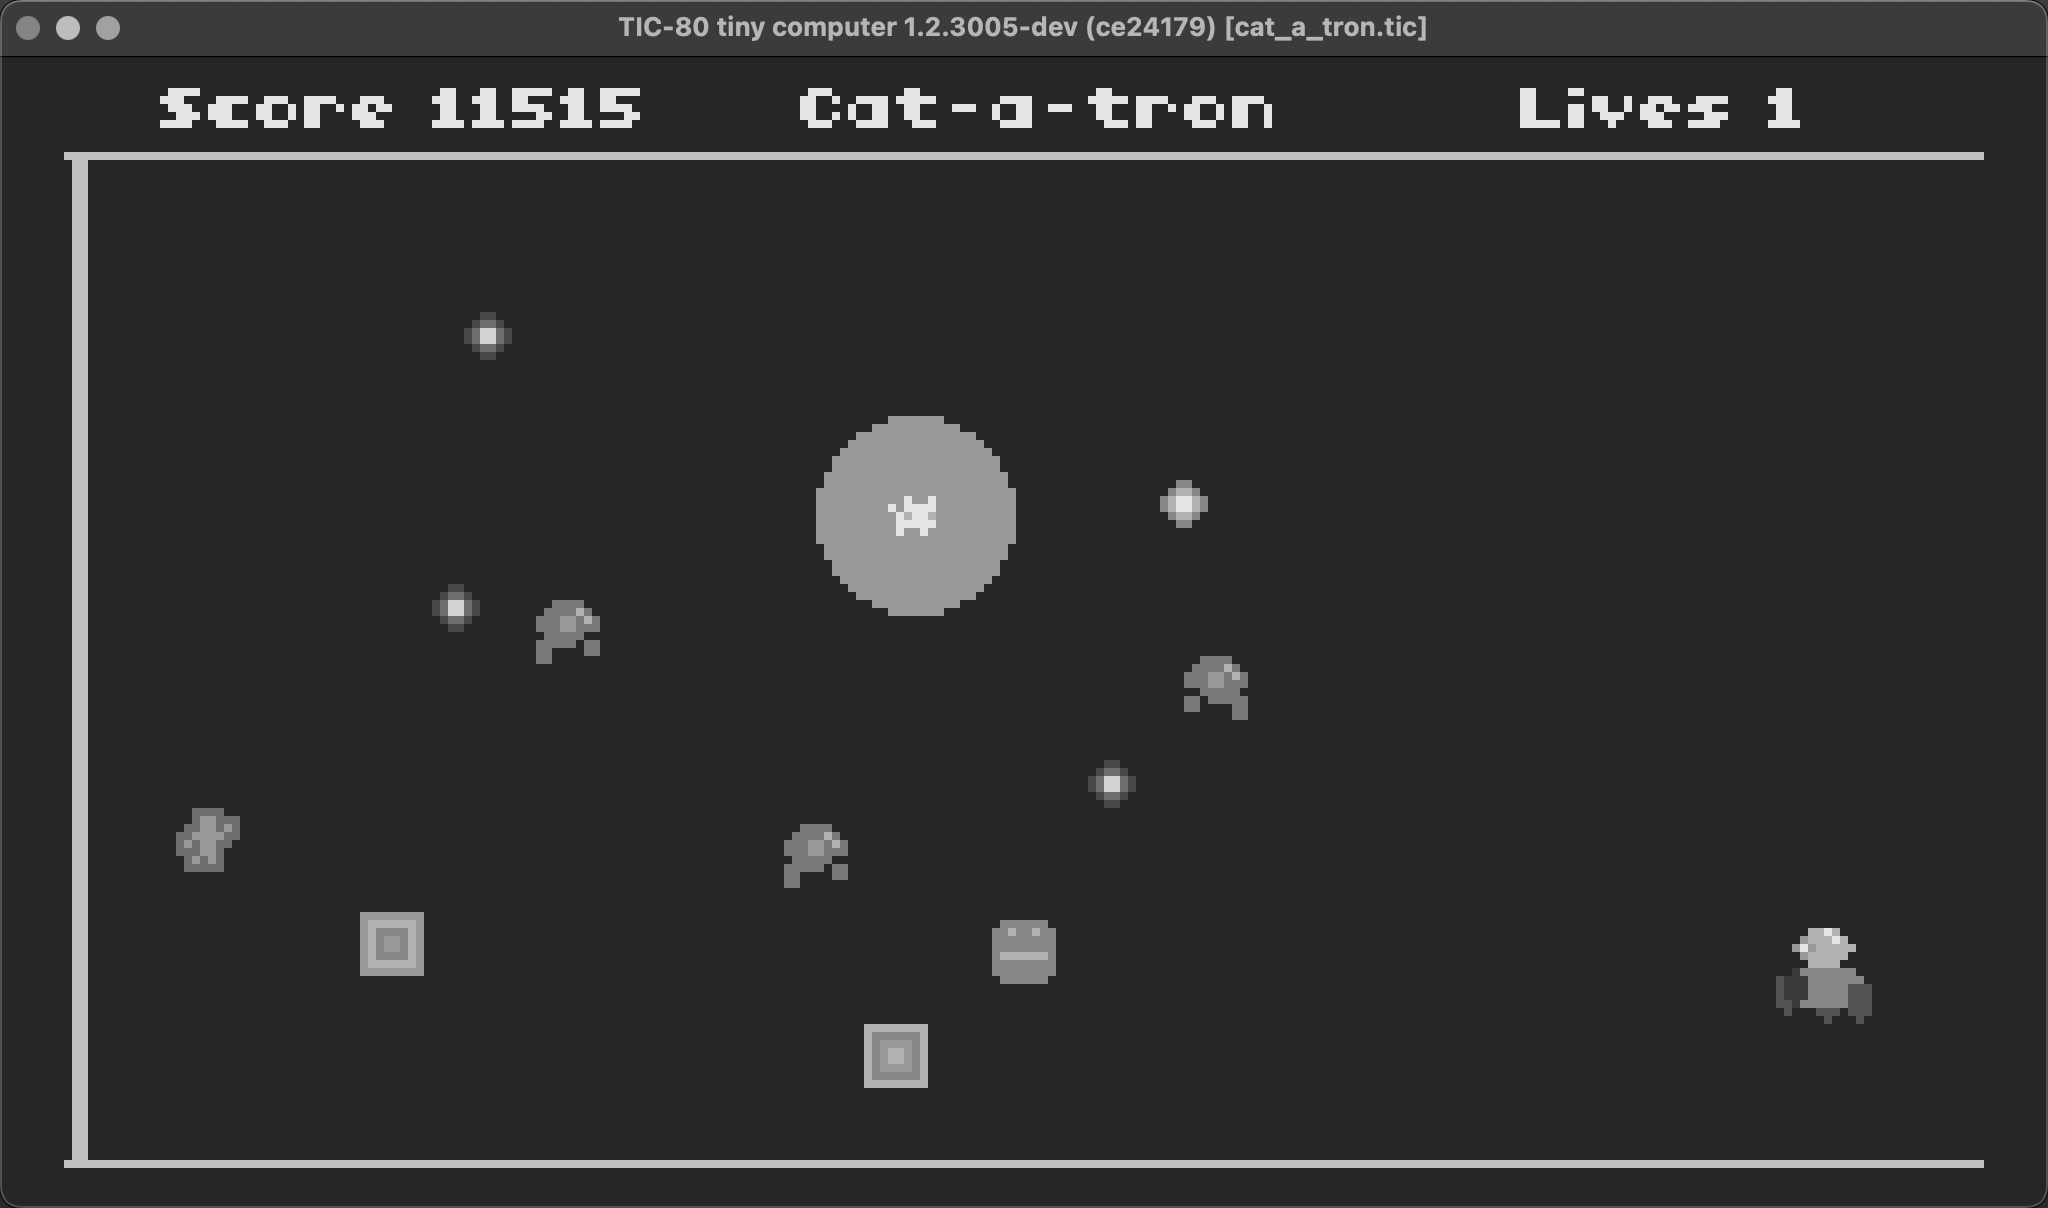 TIC-80 tiny computer 1.2.3005-dev (ce24179) [cat_a_tron.tic]
Score 11515 Cat-a-tron Lives 1